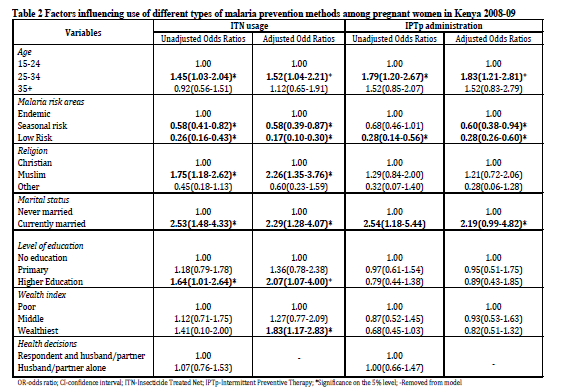 Table 2 Factors influencing use of different types of malaria prevention methods among pregnant women in Kenya 2008-09
Variables ITN usage IPTp administration
Unadjusted Odds Ratios Adjusted Odds Ratios Unadjusted Odds Ratios Adjusted Odds Ratios
Age
15-24 1.00 1.00 1.00 1.00
25-34 1.45(1.03-2.04)* 1.52(1.04-2.21)* 1.79(1.20-2.67)* 1.83(1.21-2.81)*
35+ 0.92(0.56-1.51) 1.12(0.65-1.91) 1.52(0.85-2.07) 1.52(0.83-2.79)
Malaria risk areas
Endemic 1.00 1.00 1.00 1.00
Seasonal risk 0.58(0.41-0.82)* 0.58(0.39-0.87)* 0.68(0.46-1.01) 0.60(0.38-0.94)*
Low Risk 0.26(0.16-0.43)* 0.17(0.10-0.30)* 0.28(0.14-0.56)* 0.28(0.26-0.60)*
Religion
Christian 1.00 1.00 1.00 1.00
Muslim 1.75(1.18-2.62)* 2.26(1.35-3.76)* 1.29(0.84-2.00) 1.21(0.72-2.06)
Other 0.45(0.18-1.13) 0.60(0.23-1.59) 0.32(0.07-1.40) 0.28(0.06-1.28)
Marital status
Never married 1.00 1.00 1.00 1.00
Currently married 2.53(1.48-4.33)* 2.29(1.28-4.07)* 2.54(1.18-5.44) 2.19(0.99-4.82)*
Level of education
No education 1.00 1.00 1.00 1.00
Primary 1.18(0.79-1.78) 1.36(0.78-2.38) 0.97(0.61-1.54) 0.95(0.51-1.75)
Higher Education 1.64(1.01-2.64)* 2.07(1.07-4.00)* 0.79(0.44-1.38) 0.89(0.43-1.85)
Wealth index
Poor 1.00 1.00 1.00 1.00
Middle 1.12(0.71-1.75) 1.27(0.77-2.09) 0.87(0.52-1.45) 0.93(0.53-1.63)
Wealthiest 1.41(0.10-2.00) 1.83(1.17-2.83)* 0.68(0.45-1.03) 0.82(0.51-1.32)
Health decisions
Respondent and husband/partner 1.00 - 1.00 -
Husband/partner alone 1.07(0.76-1.53) 1.00(0.66-1.47)
OR-odds ratio; CI-confidence interval; ITN-Insecticide Treated Net; IPTp-Intermittent Preventive Therapy; *Significance on the 5% level; -Removed from model